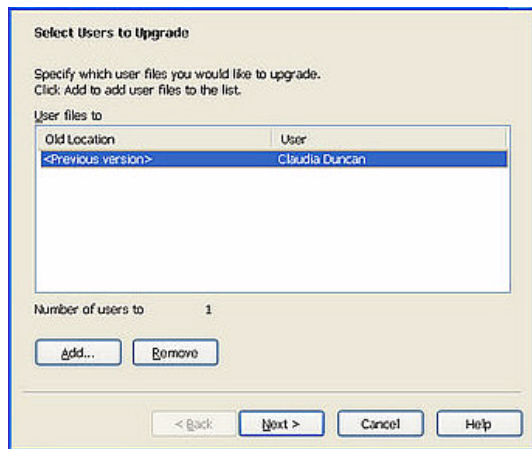 Select Users to Upgrade
Specify which user files you would like to upgrade.
Click Add to add user files to the list.
User files to
Old Location User
<Previous version> Claudia Duncan
Number of users to 1
Add... Remove
< Back Next > Cancel Help